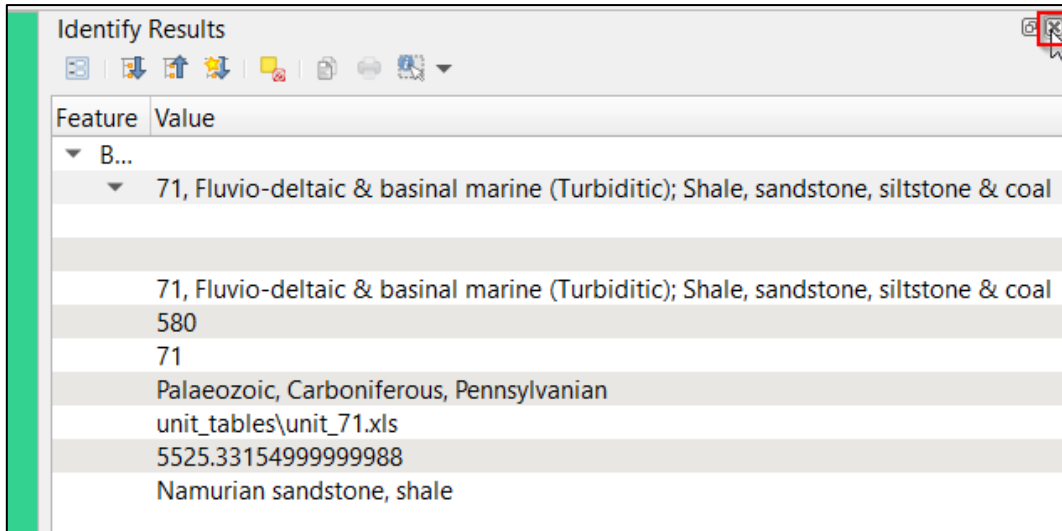 Identify Results
Feature Value
B...
71, Fluvio-deltaic & basinal marine (Turbiditic); Shale, sandstone, siltstone & coal
71, Fluvio-deltaic & basinal marine (Turbiditic); Shale, sandstone, siltstone & coal
580
71
Palaeozoic, Carboniferous, Pennsylvanian
unit_tables\unit_71.xls
5525.33154999999988
Namurian sandstone, shale